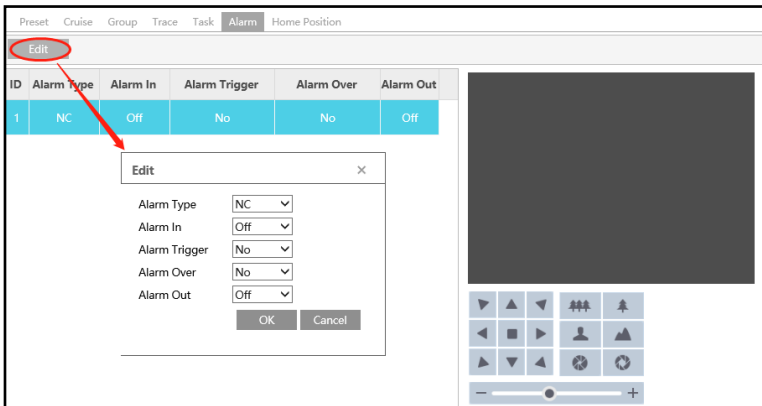 Preset Cruise Group Trace Task Alarm Home Position
Edit
ID Alarm Type Alarm In Alarm Trigger Alarm Over Alarm Out
1 NC Off No No Off
Edit
Alarm Type NC
Alarm In Off
Alarm Trigger No
Alarm Over No
Alarm Out Off
OK Cancel